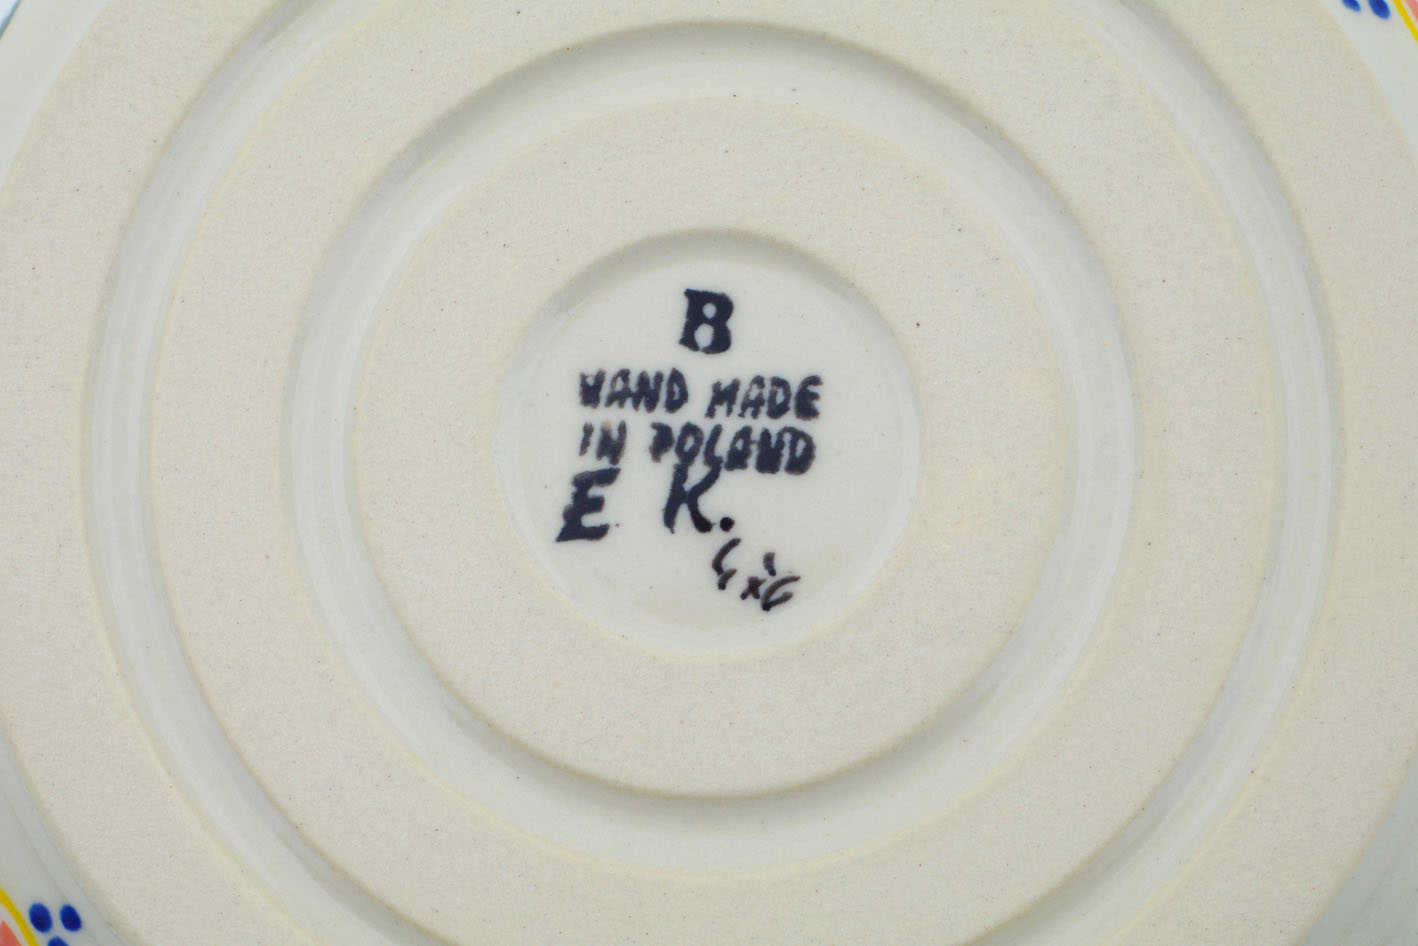 B
HAND MADE
IN POLAND
E K.